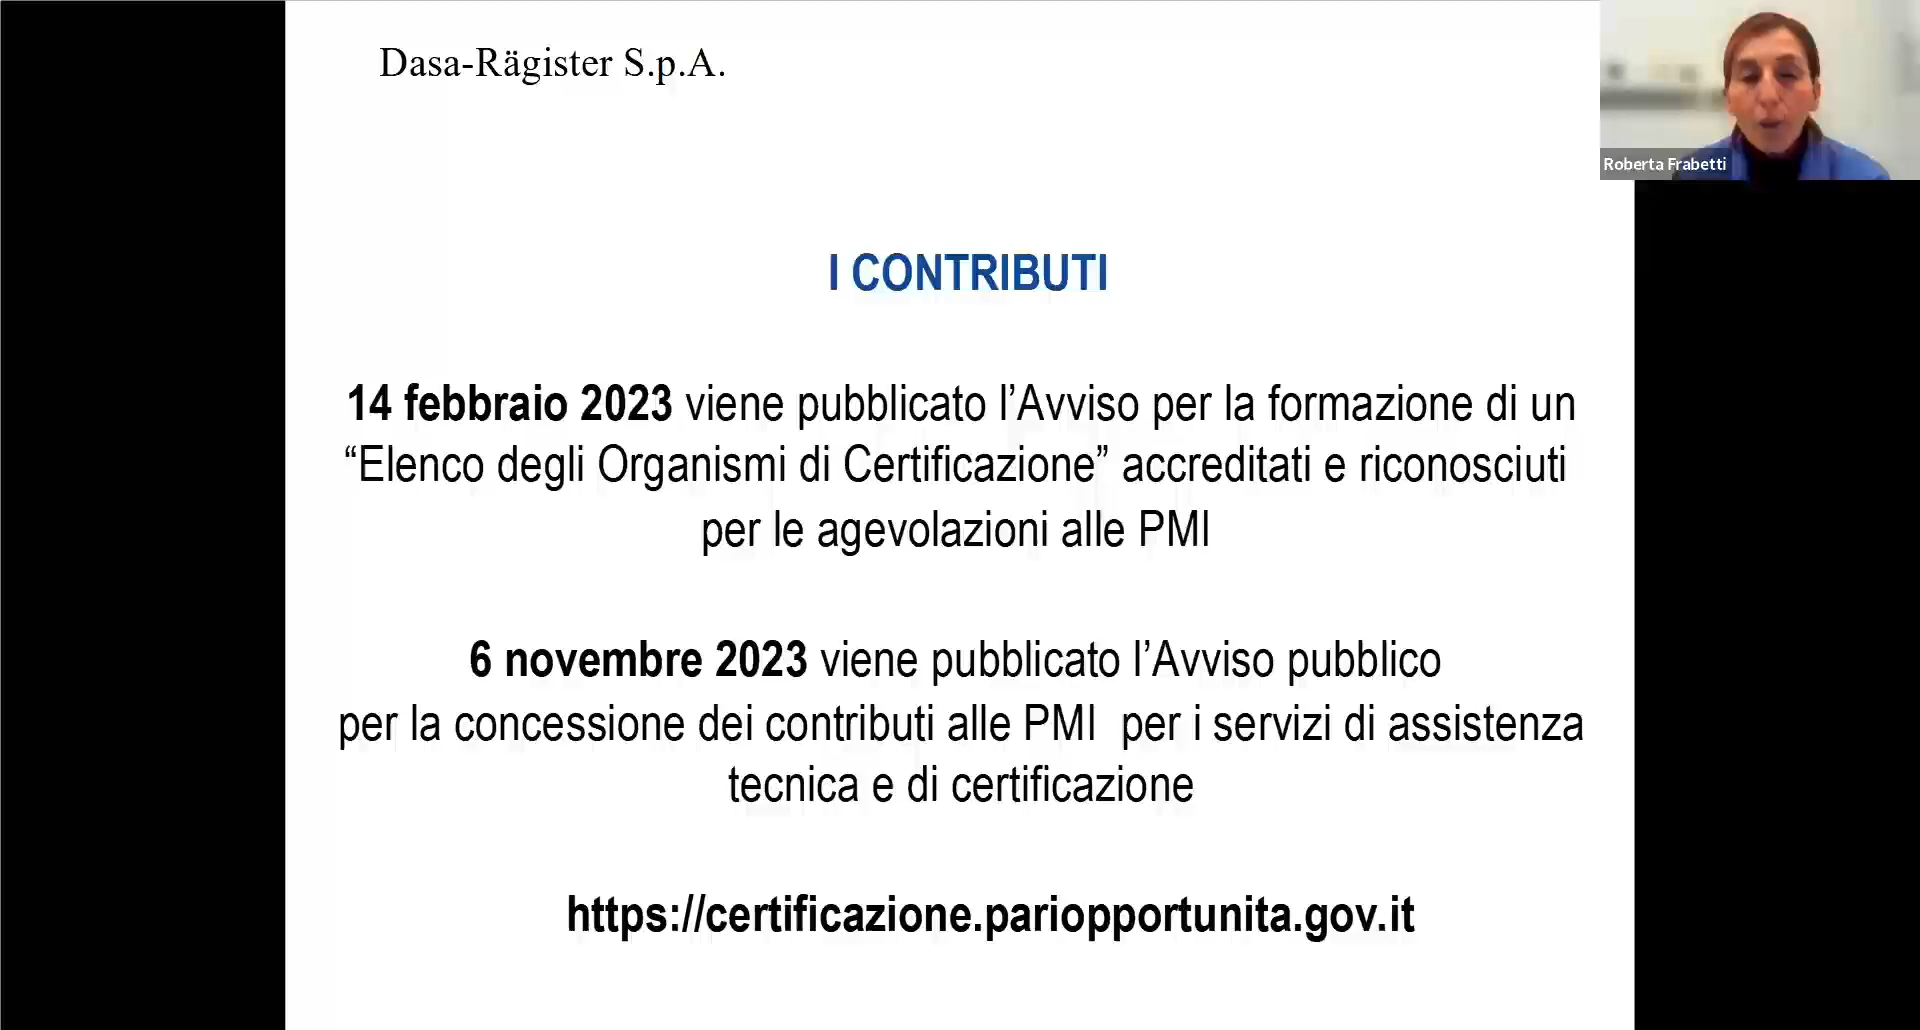 Dasa-Rägister S.p.A.
Roberta Frabetti
I CONTRIBUTI
14 febbraio 2023 viene pubblicato l’Avviso per la formazione di un
“Elenco degli Organismi di Certificazione” accreditati e riconosciuti
per le agevolazioni alle PMI
6 novembre 2023 viene pubblicato l’Avviso pubblico
per la concessione dei contributi alle PMI  per i servizi di assistenza
tecnica e di certificazione
https://certificazione.pariopportunita.gov.it